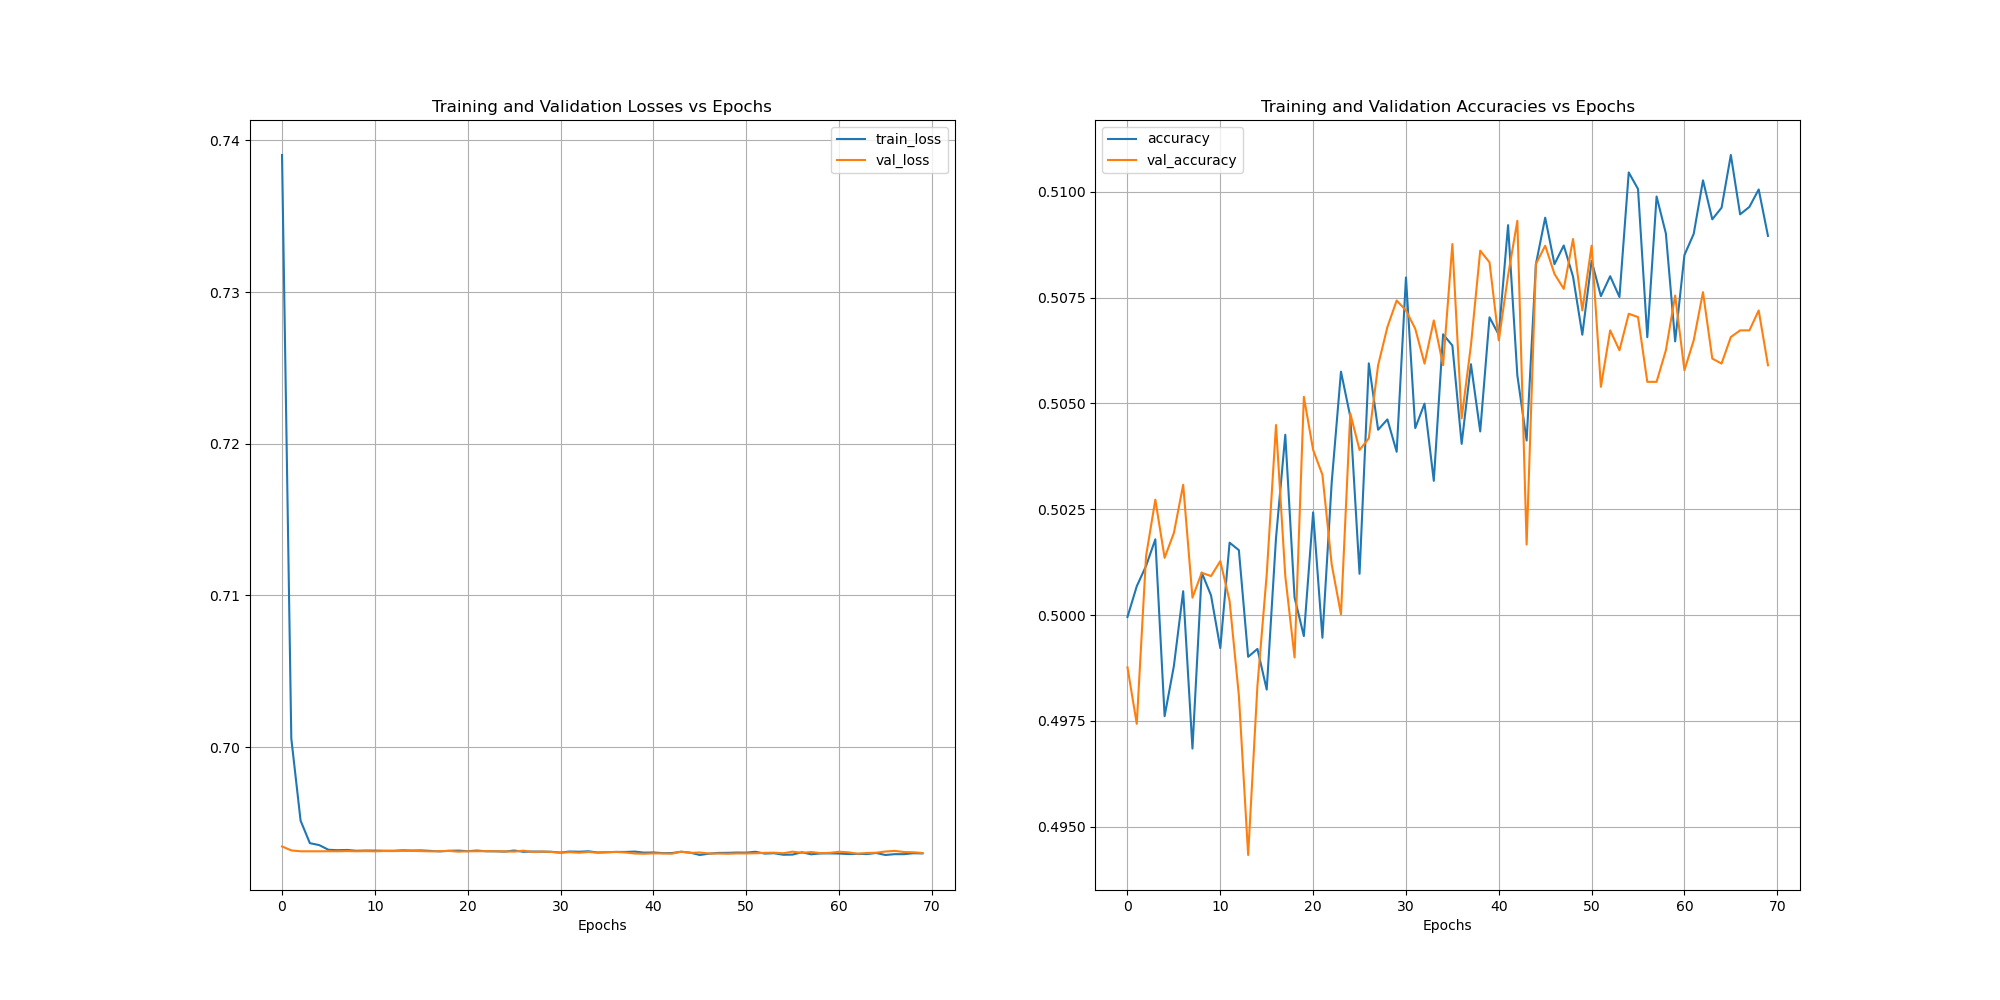 Training and Validation Losses vs Epochs
train_loss
val_loss
0.74
0.73
0.72
0.71
0.70
0 10 20 30 40 50 60 70
Epochs
Training and Validation Accuracies vs Epochs
accuracy
val_accuracy
0.5100
0.5075
0.5050
0.5025
0.5000
0.4975
0.4950
0 10 20 30 40 50 60 70
Epochs